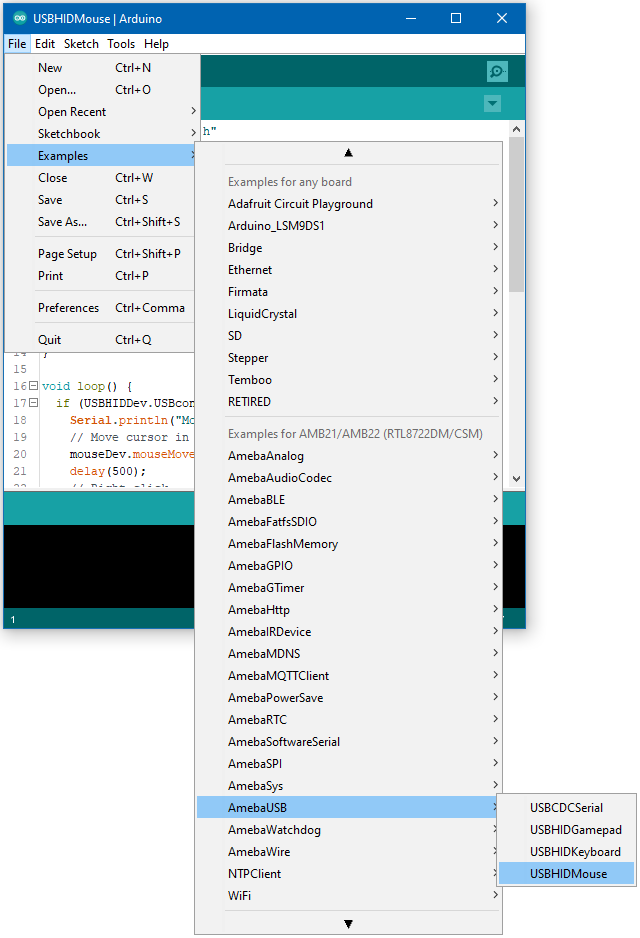 USBHIDMouse | Arduino
File Edit Sketch Tools Help
New Ctrl+N
Open... Ctrl+O
Open Recent
Sketchbook
Examples
Close Ctrl+W
Save Ctrl+S
Save As... Ctrl+Shift+S
Page Setup Ctrl+Shift+P
Print Ctrl+P
Preferences Ctrl+Comma
Quit Ctrl+Q
h"
Examples for any board
Adafruit Circuit Playground
Arduino_LSM9DS1
Bridge
Ethernet
Firmata
LiquidCrystal
SD
Stepper
Temboo
RETIRED
Examples for AMB21/AMB22 (RTL8722DM/CSM)
AmebaAnalog
AmebaAudioCodec
AmebaBLE
AmebaFatfsSDIO
AmebaFlashMemory
AmebaGPIO
AmebaGTimer
AmebaHttp
AmebaIRDevice
AmebaMDNS
AmebaMQTTClient
AmebaPowerSave
AmebaRTC
AmebaSoftwareSerial
AmebaSPI
AmebaSys
AmebaUSB
AmebaWatchdog
AmebaWire
NTPClient
WiFi
USBCDCSerial
USBHIDGamepad
USBHIDKeyboard
USBHIDMouse
14 }
15
16 void loop() {
17 if (USBHIDDev.USBcon
18 Serial.println("Mo
19 // Move cursor in
20 mouseDev.mouseMove
21 delay(500);
22 // Right click
1